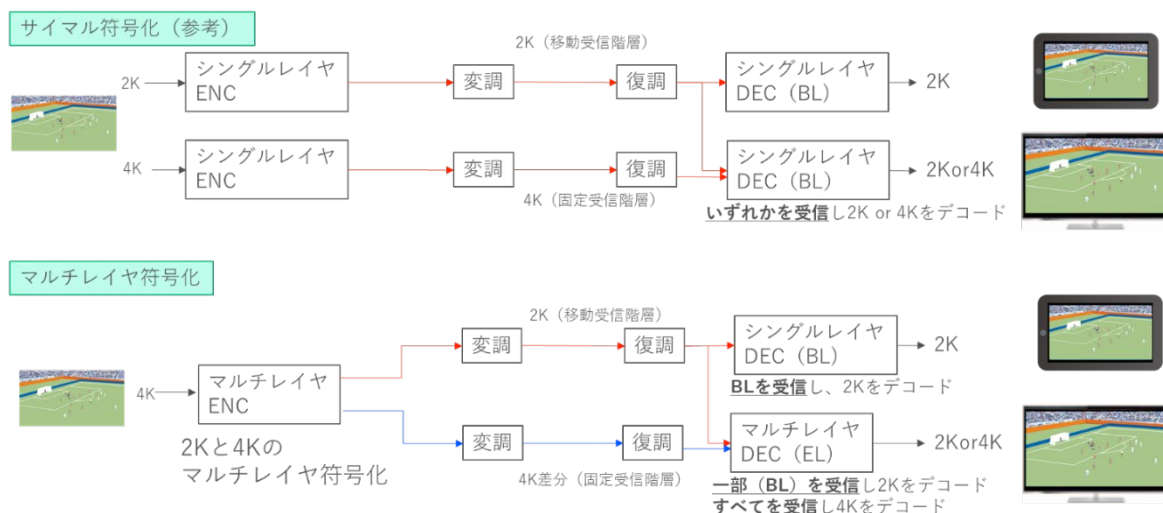 サイマル符号化（参考）
2K（移動受信階層）
2K
シングルレイヤ
ENC
変調
復調
シングルレイヤ
DEC（BL）
2K
4K
シングルレイヤ
ENC
変調
復調
シングルレイヤ
DEC（BL）
2Kor4K
4K（固定受信階層）
いずれかを受信し2K or 4Kをデコード
マルチレイヤ符号化
2K（移動受信階層）
変調
復調
シングルレイヤ
DEC（BL）
2K
BLを受信し、2Kをデコード
4K
マルチレイヤ
ENC
2Kと4Kの
マルチレイヤ符号化
変調
復調
マルチレイヤ
DEC（EL）
2Kor4K
4K差分（固定受信階層）
一部（BL）を受信し2Kをデコード
すべてを受信し4Kをデコード